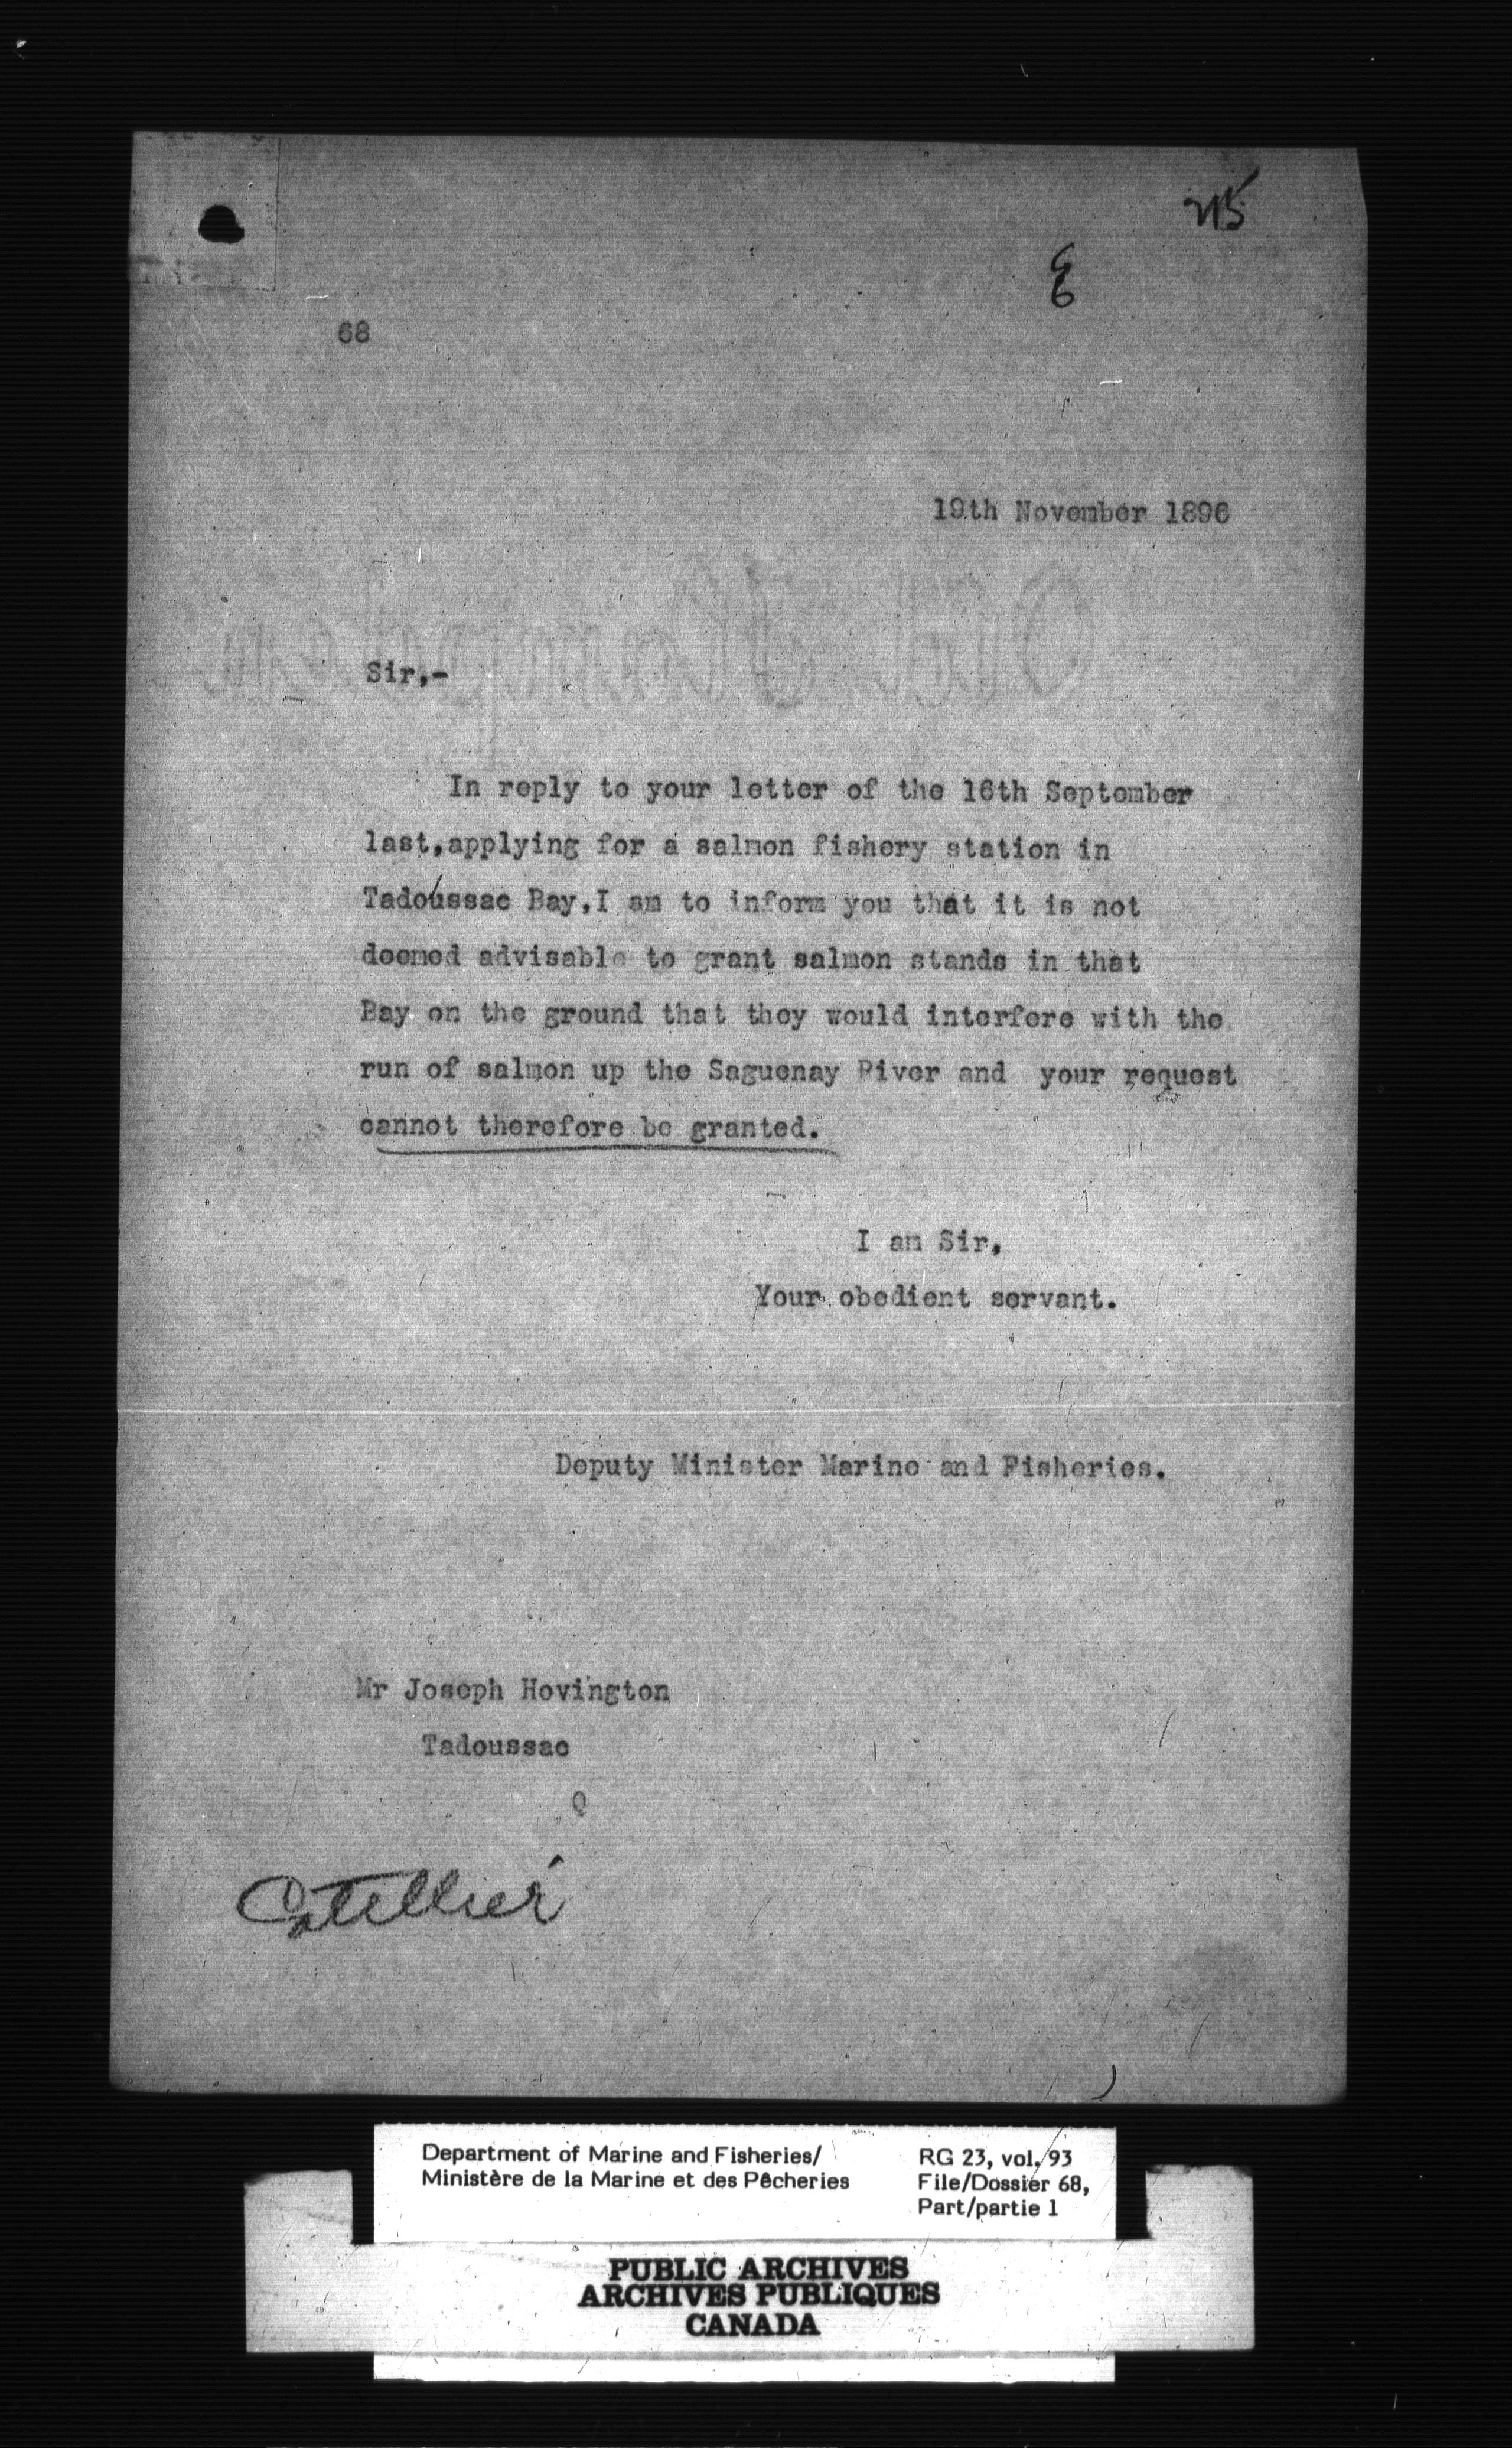 215
68
19th November 1896
Sir,-
In reply to your letter of the 16th September
last, applying for a salmon fishery station in
Tadoussac Bay, I am to inform you that it is not
deemed advisable to grant salmon stands in that
Bay on the ground that they would interfere with the
run of salmon up the Saguenay River and your request
cannot therefore be granted.
I am Sir,
Your obedient servant.
Deputy Minister Marine and Fisheries.
Mr Joseph Hovington
Tadoussac
Q
Department of Marine and Fisheries/
Ministère de la Marine et des Pêcheries
RG 23, vol. 93
File/Dossier 68,
Part/partie 1
PUBLIC ARCHIVES
ARCHIVES PUBLIQUES
CANADA